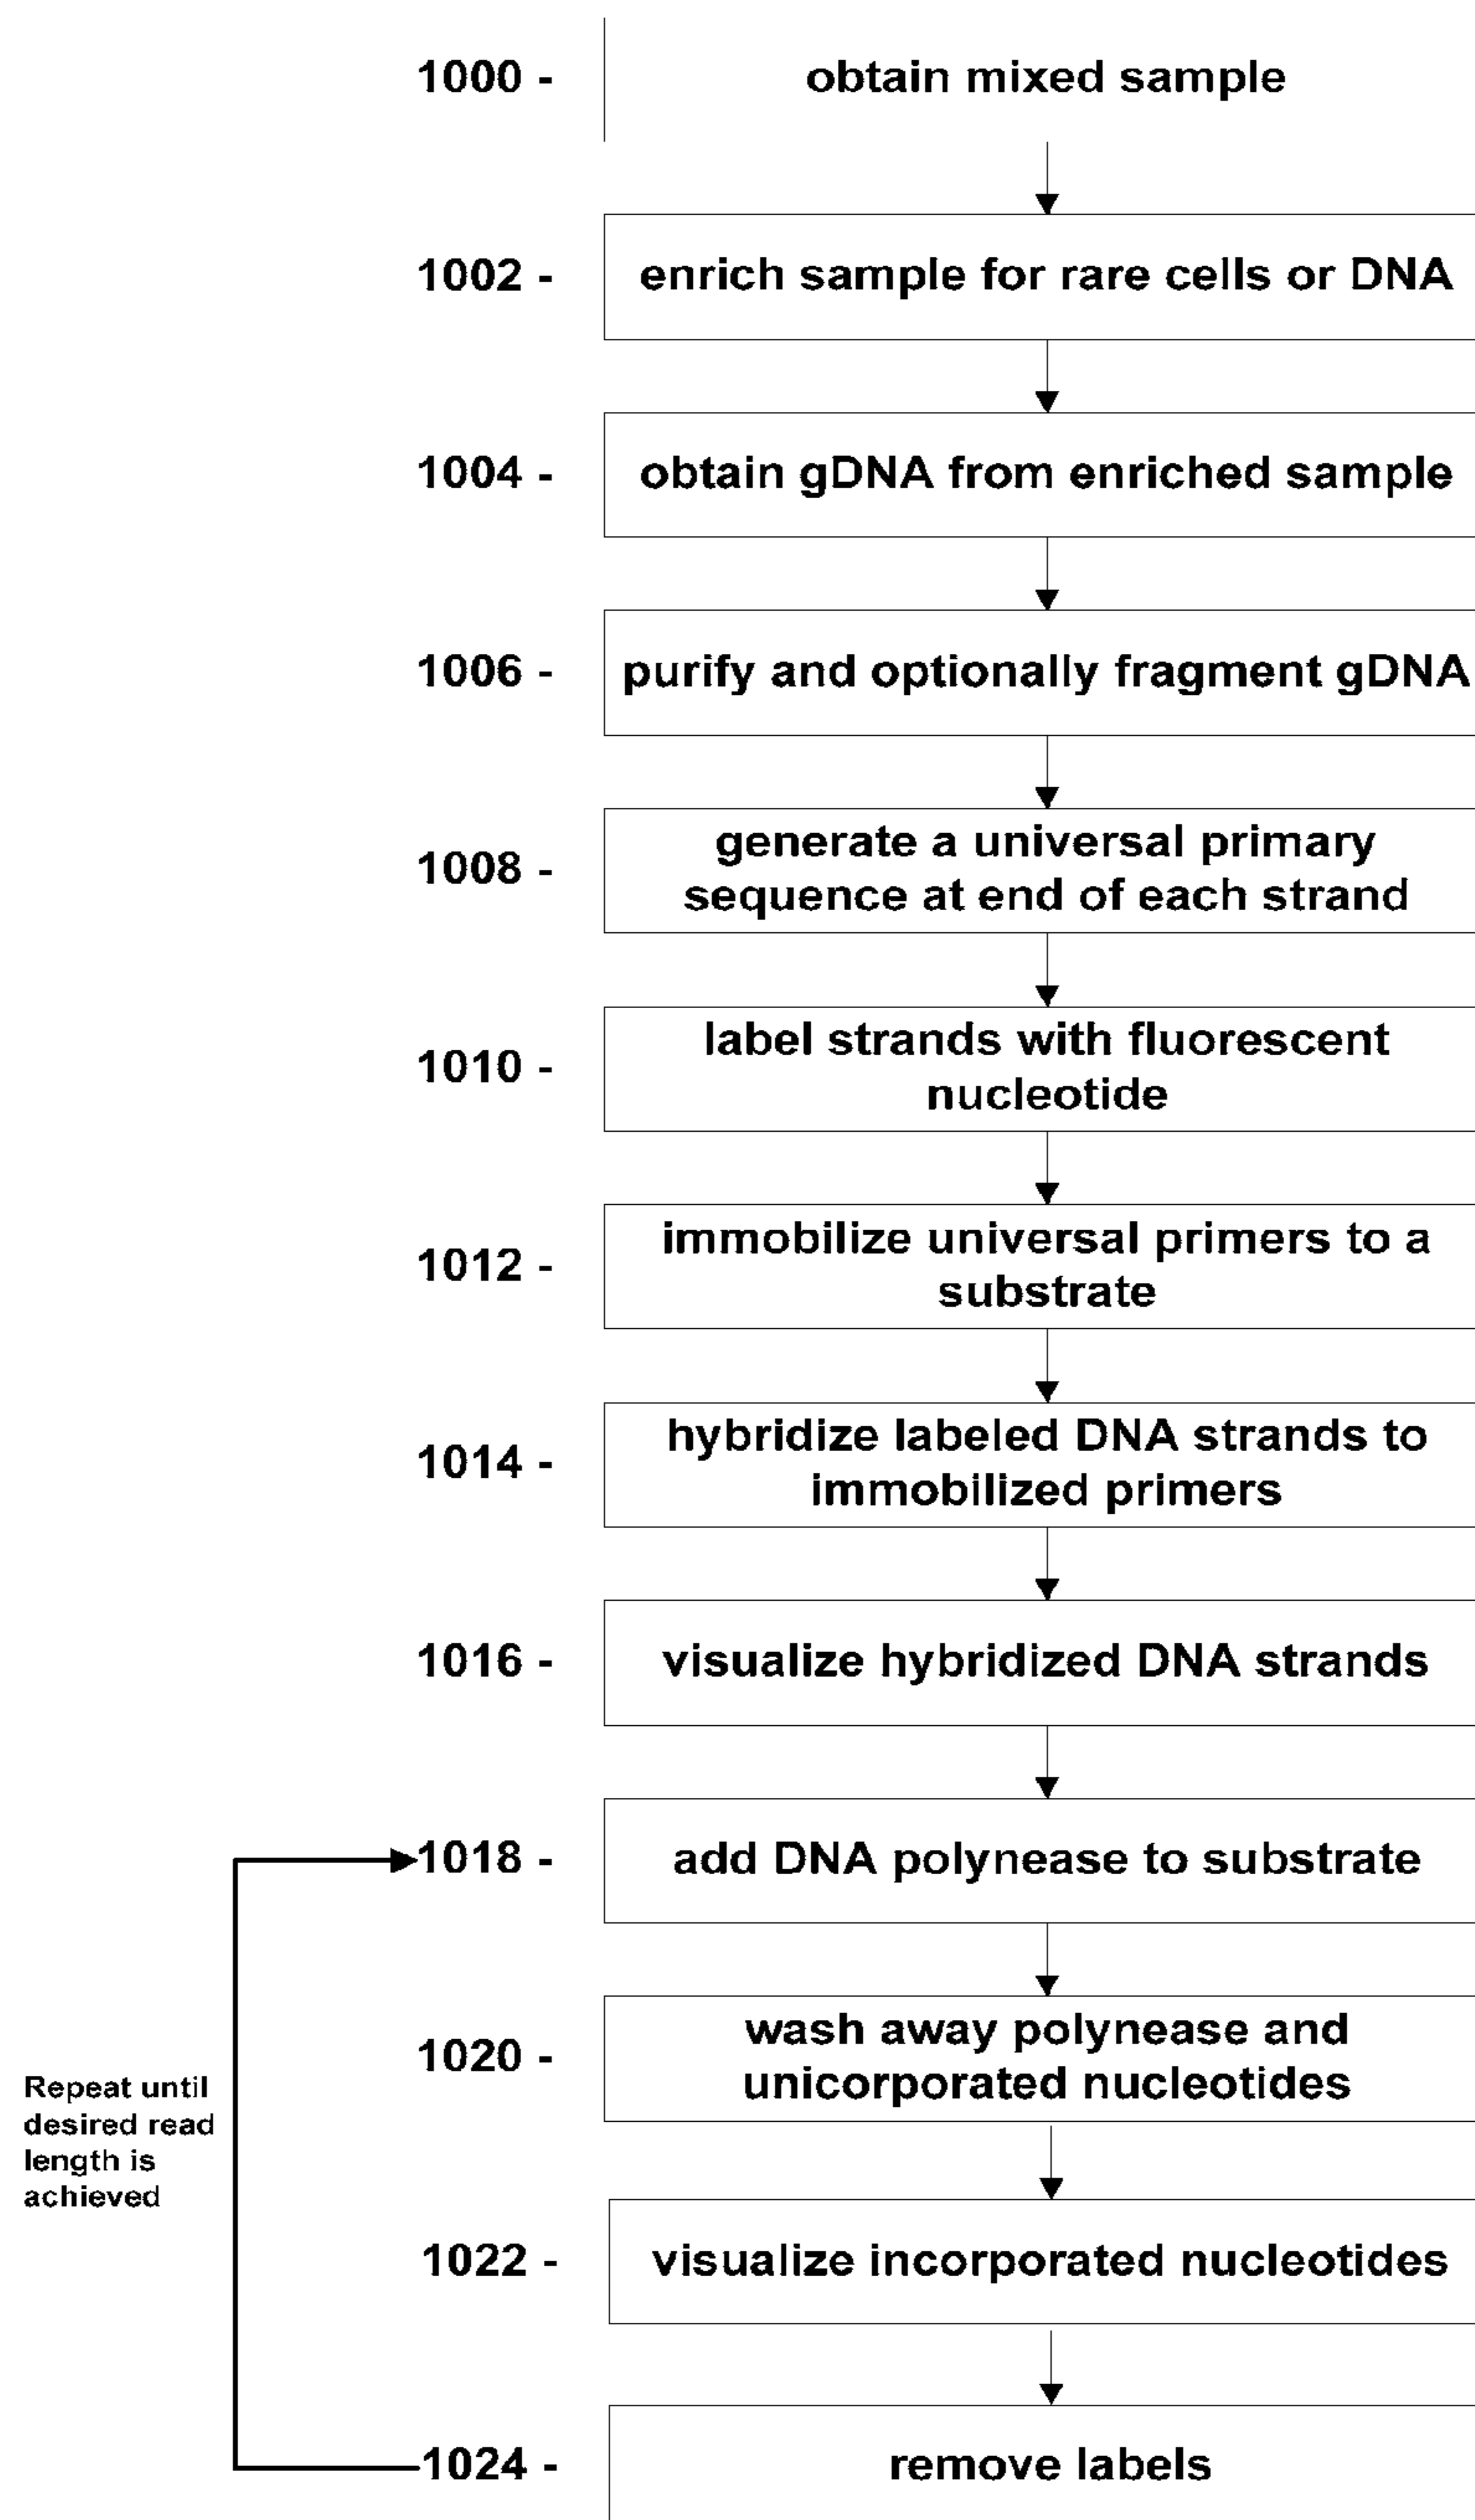 1000 - obtain mixed sample
1002 - enrich sample for rare cells or DNA
1004 - obtain gDNA from enriched sample
1006 - purify and optionally fragment gDNA
1008 -
generate a universal primary
sequence at end of each strand
1010 -
label strands with fluorescent
nucleotide
1012 -
immobilize universal primers to a
substrate
1014 -
hybridize labeled DNA strands to
immobilized primers
1016 - visualize hybridized DNA strands
1018 - add DNA polynease to substrate
1020 -
wash away polynease and
unicorporated nucleotides
Repeat until
desired read
length is
achieved
1022 - visualize incorporated nucleotides
1024 - remove labels